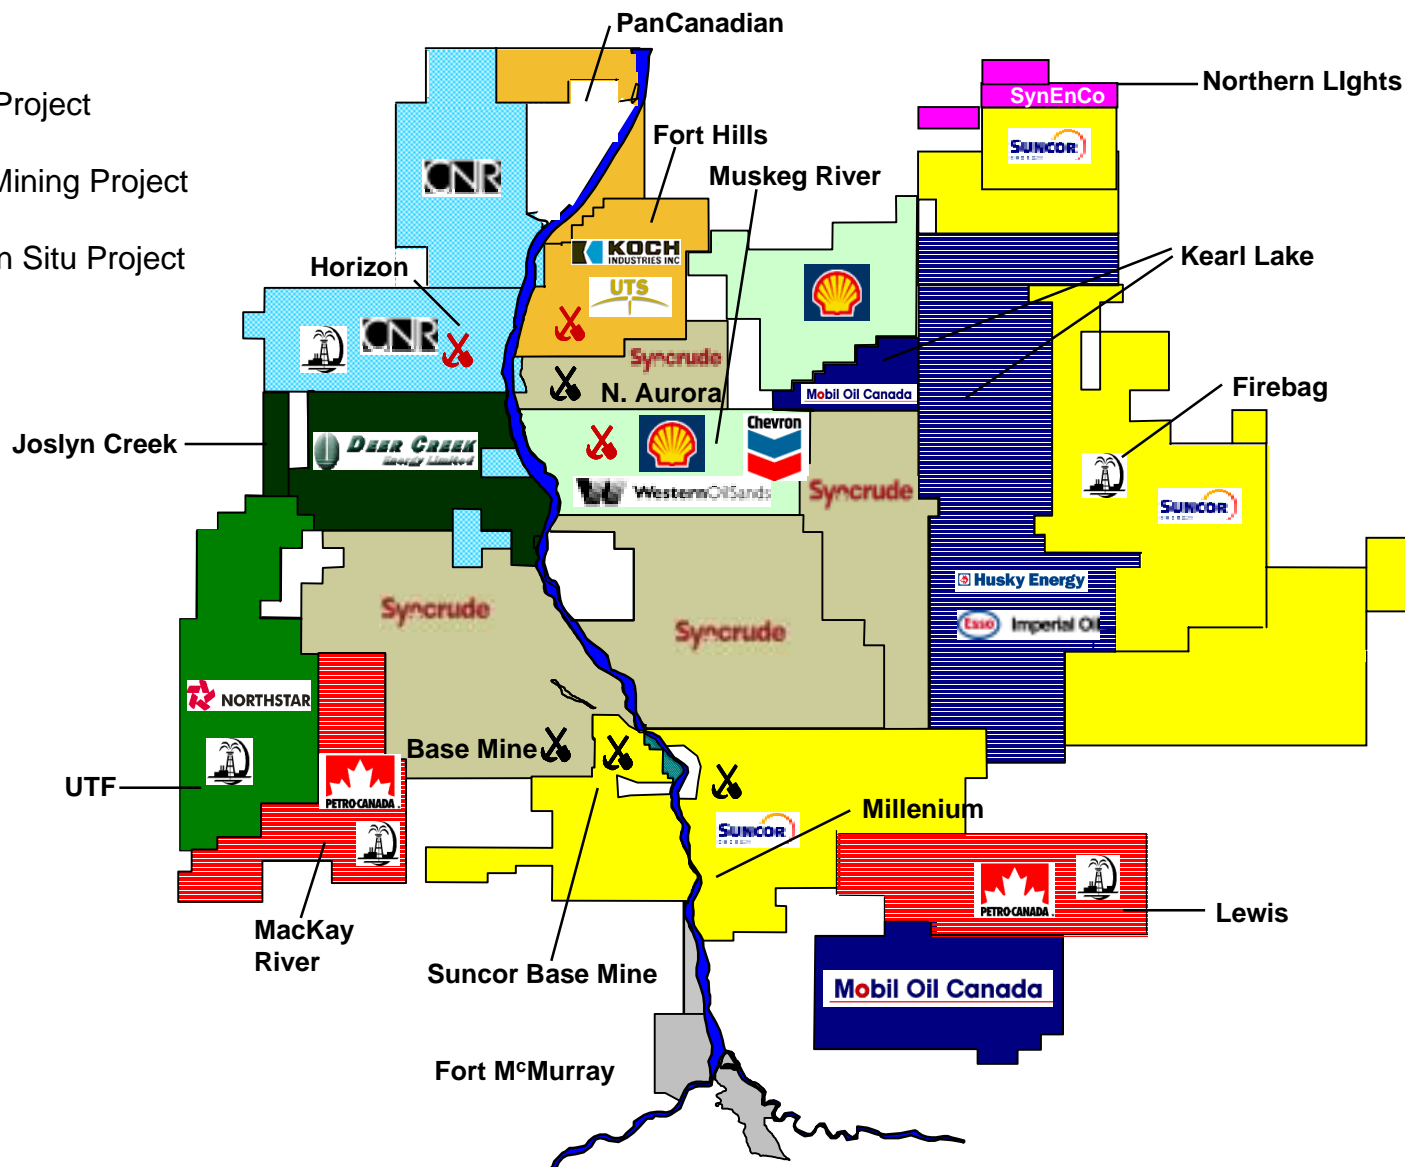 PanCanadian
Project
Northern LIghts
SynEnCo
SUNCOR
Fort Hills
Mining Project
CNR
Muskeg River
n Situ Project
KOCH
INDUSTRIES INC
Kearl Lake
Horizon
UTS
CNR
Syncrude
N. Aurora
Mobil Oil Canada
Firebag
Chevron
Joslyn Creek
DEER CREEK
Energy Limited
WesternOilSands
Syncrude
SUNCOR
Husky Energy
Syncrude
Esso Imperial Oil
Syncrude
NORTHSTAR
Base Mine
UTF
PETRO-CANADA
Millenium
SUNCOR
PETRO-CANADA
Lewis
MacKay
River
Suncor Base Mine
Mobil Oil Canada
Fort McMurray